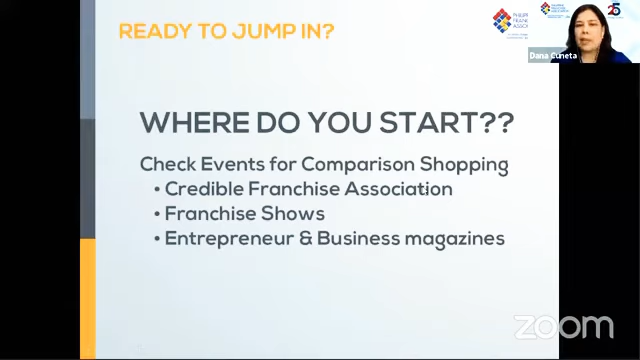 READY TO JUMP IN?
WHERE DO YOU START??
Check Events for Comparison Shopping
• Credible Franchise Association
• Franchise Shows
• Entrepreneur & Business magazines
Dana Cuneta
25
zoom